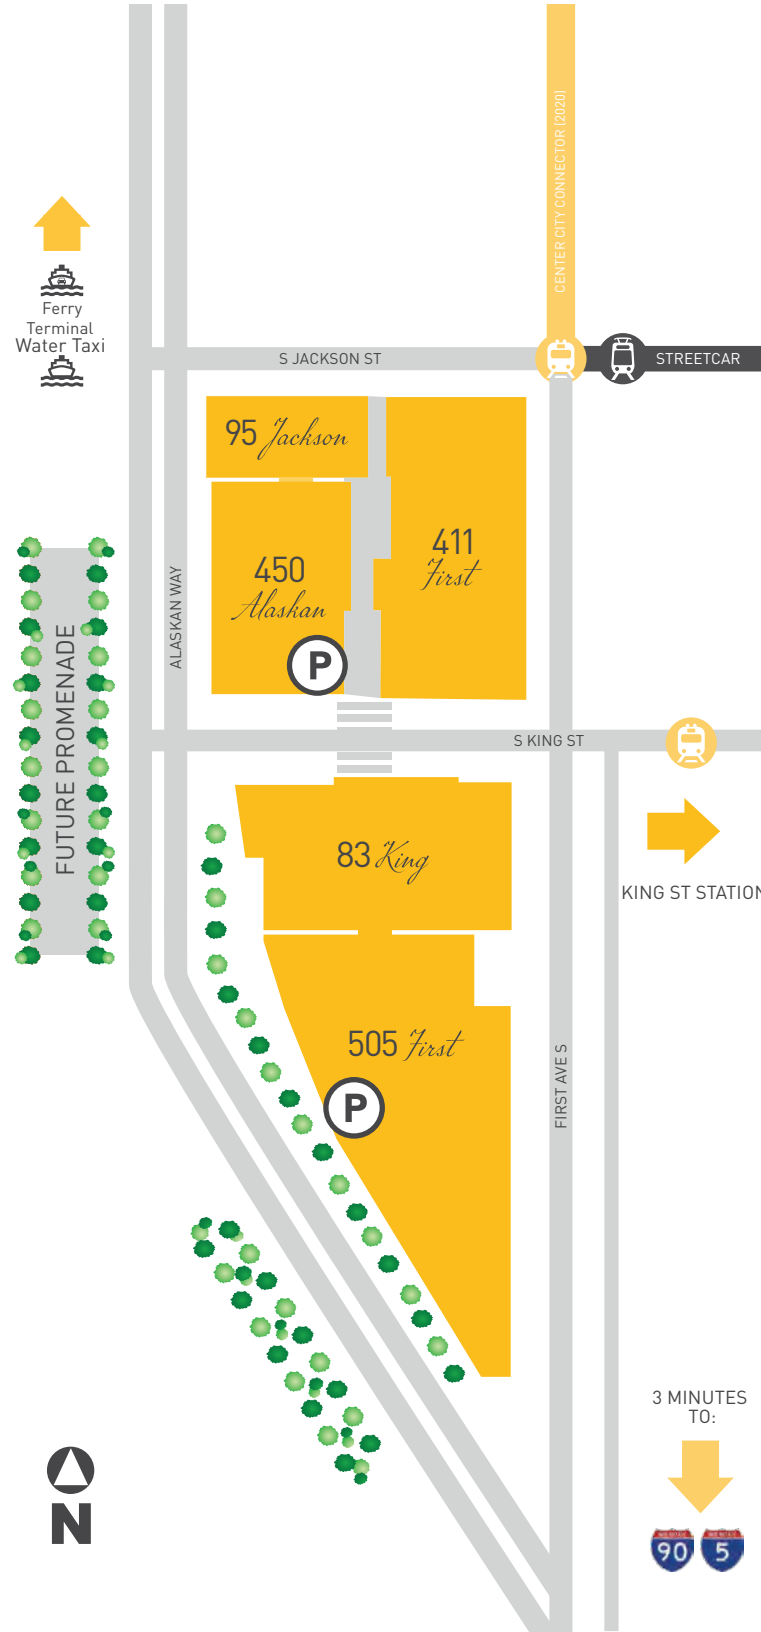 CENTER CITY CONNECTOR (2020)
Ferry
Terminal
Water Taxi
S JACKSON ST
STREETCAR
95 Jackson
411
First
450
Alaskan
P
ALASKAN WAY
FUTURE PROMENADE
S KING ST
83 King
KING ST STATION
505 First
P
FIRST AVE S
3 MINUTES
TO:
90 5
N